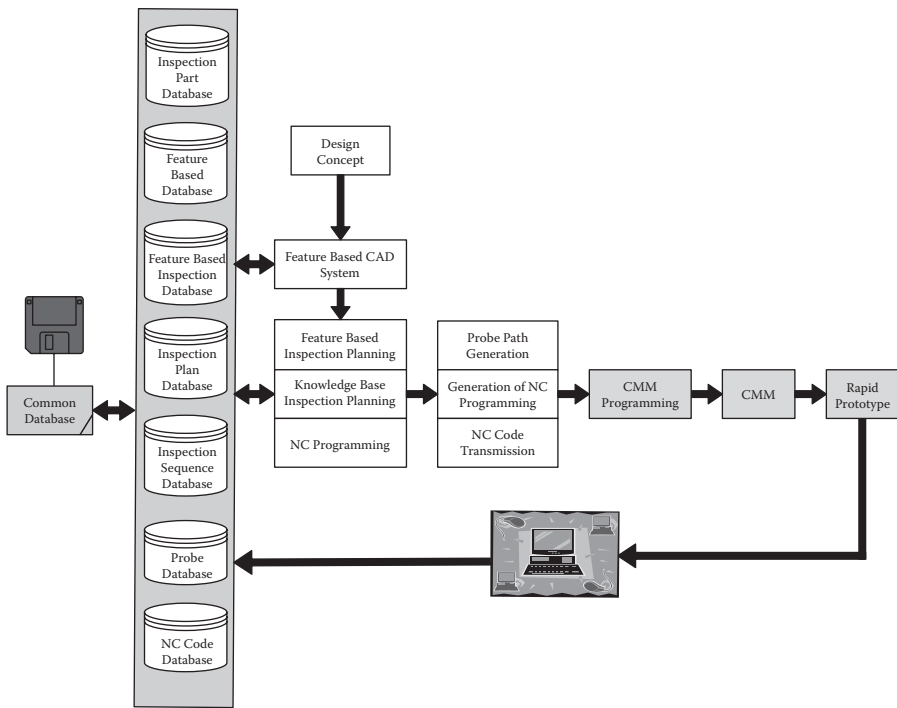 Inspection
Part
Database
Feature
Based
Database
Feature Based
Inspection
Database
Inspection
Plan
Database
Inspection
Sequence
Database
Probe
Database
NC Code
Database
Common
Database
Design
Concept
Feature Based CAD
System
Feature Based
Inspection Planning
Knowledge Base
Inspection Planning
NC Programming
Probe Path
Generation
Generation of NC
Programming
NC Code
Transmission
CMM
Programming
CMM
Rapid
Prototype